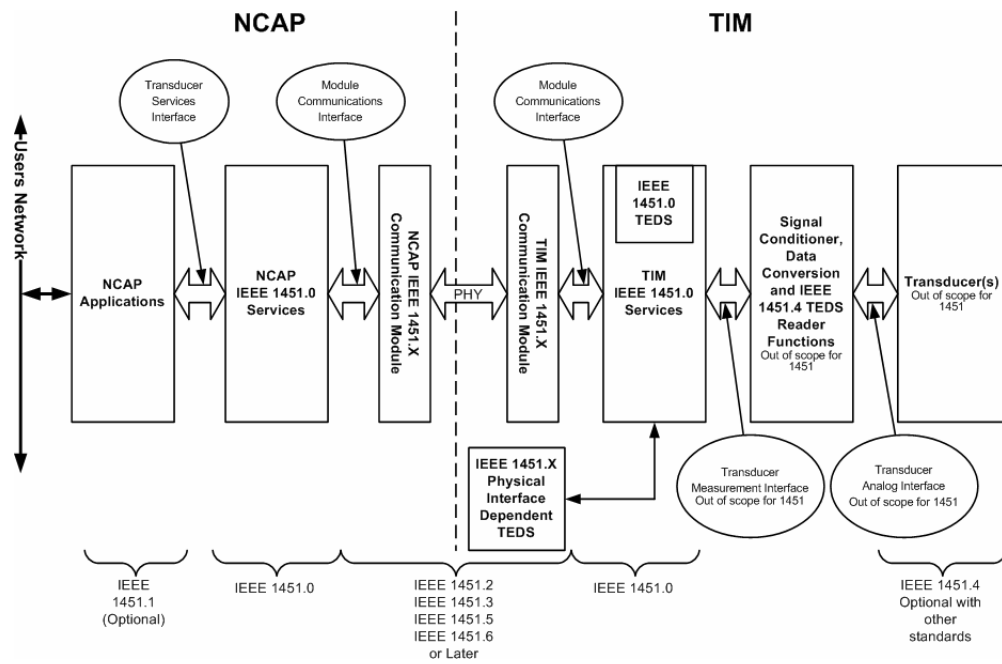 NCAP
TIM
Transducer
Services
Interface
Module
Communications
Interface
Module
Communications
Interface
Users Network
NCAP
Applications
NCAP
IEEE 1451.0
Services
NCAP IEEE 1451.X
Communication Module
PHY
TIM IEEE 1451.X
Communication Module
IEEE
1451.0
TEDS
TIM
IEEE 1451.0
Services
Signal
Conditioner,
Data
Conversion
and IEEE
1451.4 TEDS
Reader
Functions
Out of scope for
1451
Transducer(s)
Out of scope for
1451
IEEE 1451.X
Physical
Interface
Dependent
TEDS
Transducer
Measurement Interface
Out of scope for 1451
Transducer
Analog Interface
Out of scope for 1451
IEEE
1451.1
(Optional)
IEEE 1451.0
IEEE 1451.2
IEEE 1451.3
IEEE 1451.5
IEEE 1451.6
or Later
IEEE 1451.0
IEEE 1451.4
Optional with
other
standards